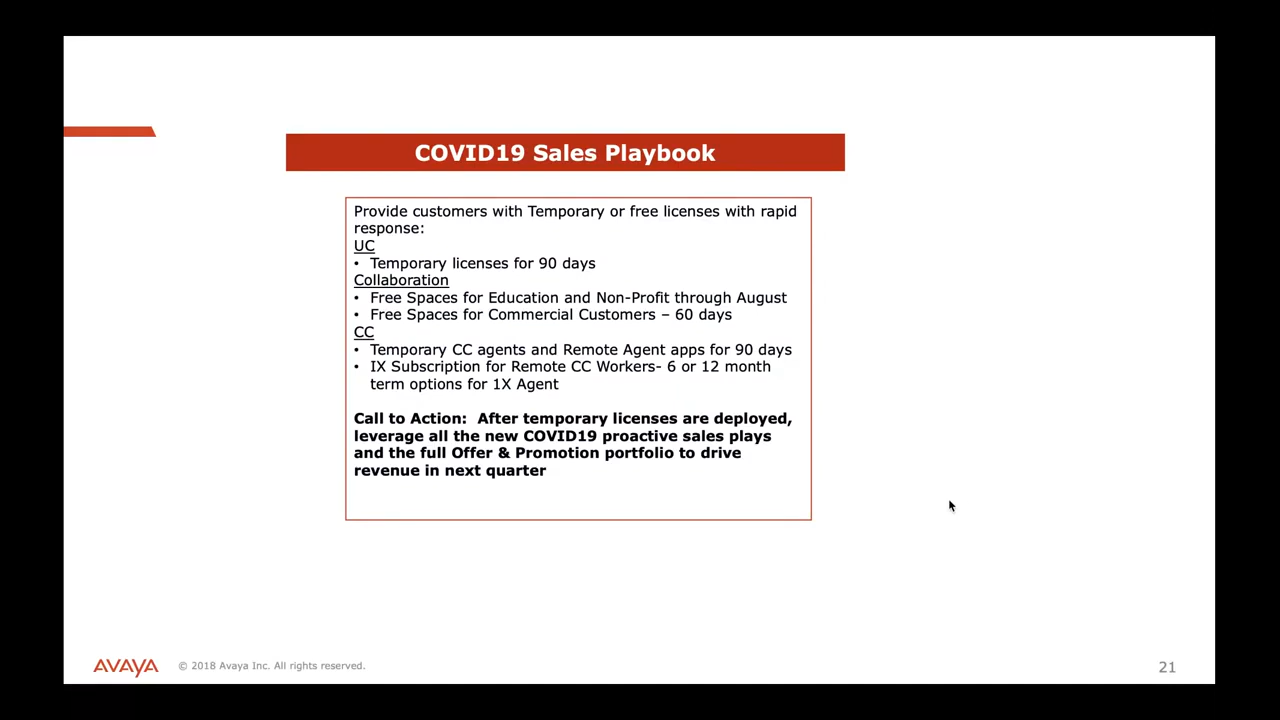 COVID19 Sales Playbook
Provide customers with Temporary or free licenses with rapid
response:
UC
• Temporary licenses for 90 days
Collaboration
• Free Spaces for Education and Non-Profit through August
• Free Spaces for Commercial Customers – 60 days
CC
• Temporary CC agents and Remote Agent apps for 90 days
• IX Subscription for Remote CC Workers- 6 or 12 month
term options for 1X Agent
Call to Action:  After temporary licenses are deployed,
leverage all the new COVID19 proactive sales plays
and the full Offer & Promotion portfolio to drive
revenue in next quarter
AVAYA
© 2018 Avaya Inc. All rights reserved.
21